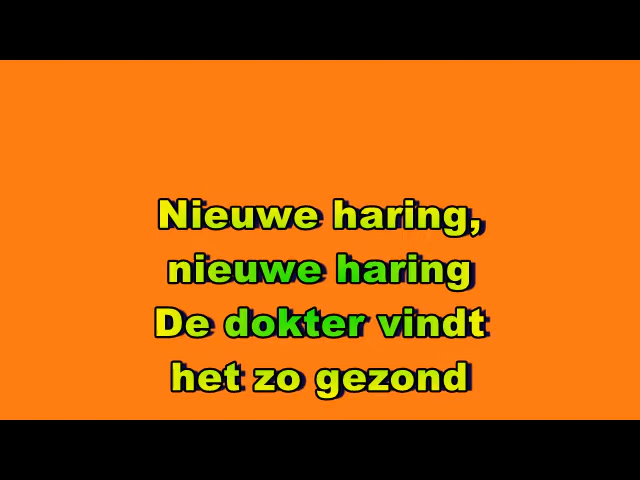 Nieuwe haring,
nieuwe haring
De dokter vindt
het zo gezond